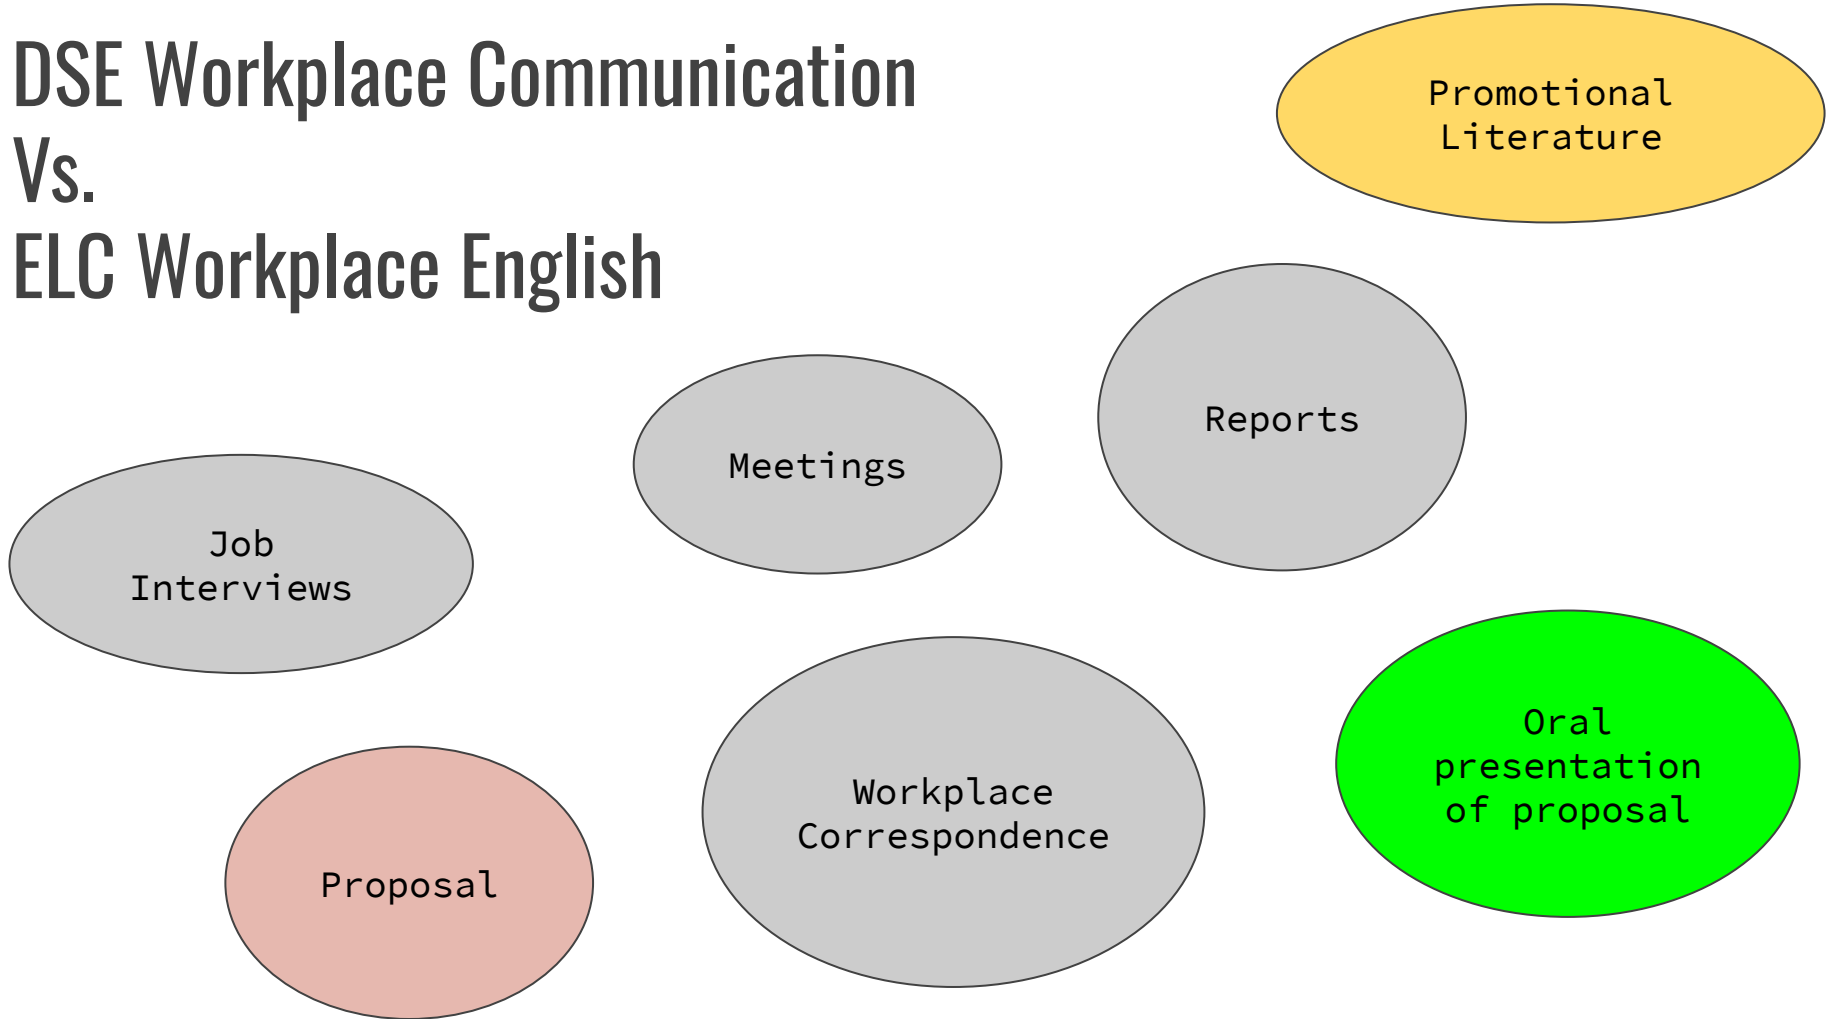 DSE Workplace Communication
Vs.
ELC Workplace English
Promotional
Literature
Reports
Meetings
Job
Interviews
Oral
presentation
of proposal
Workplace
Correspondence
Proposal